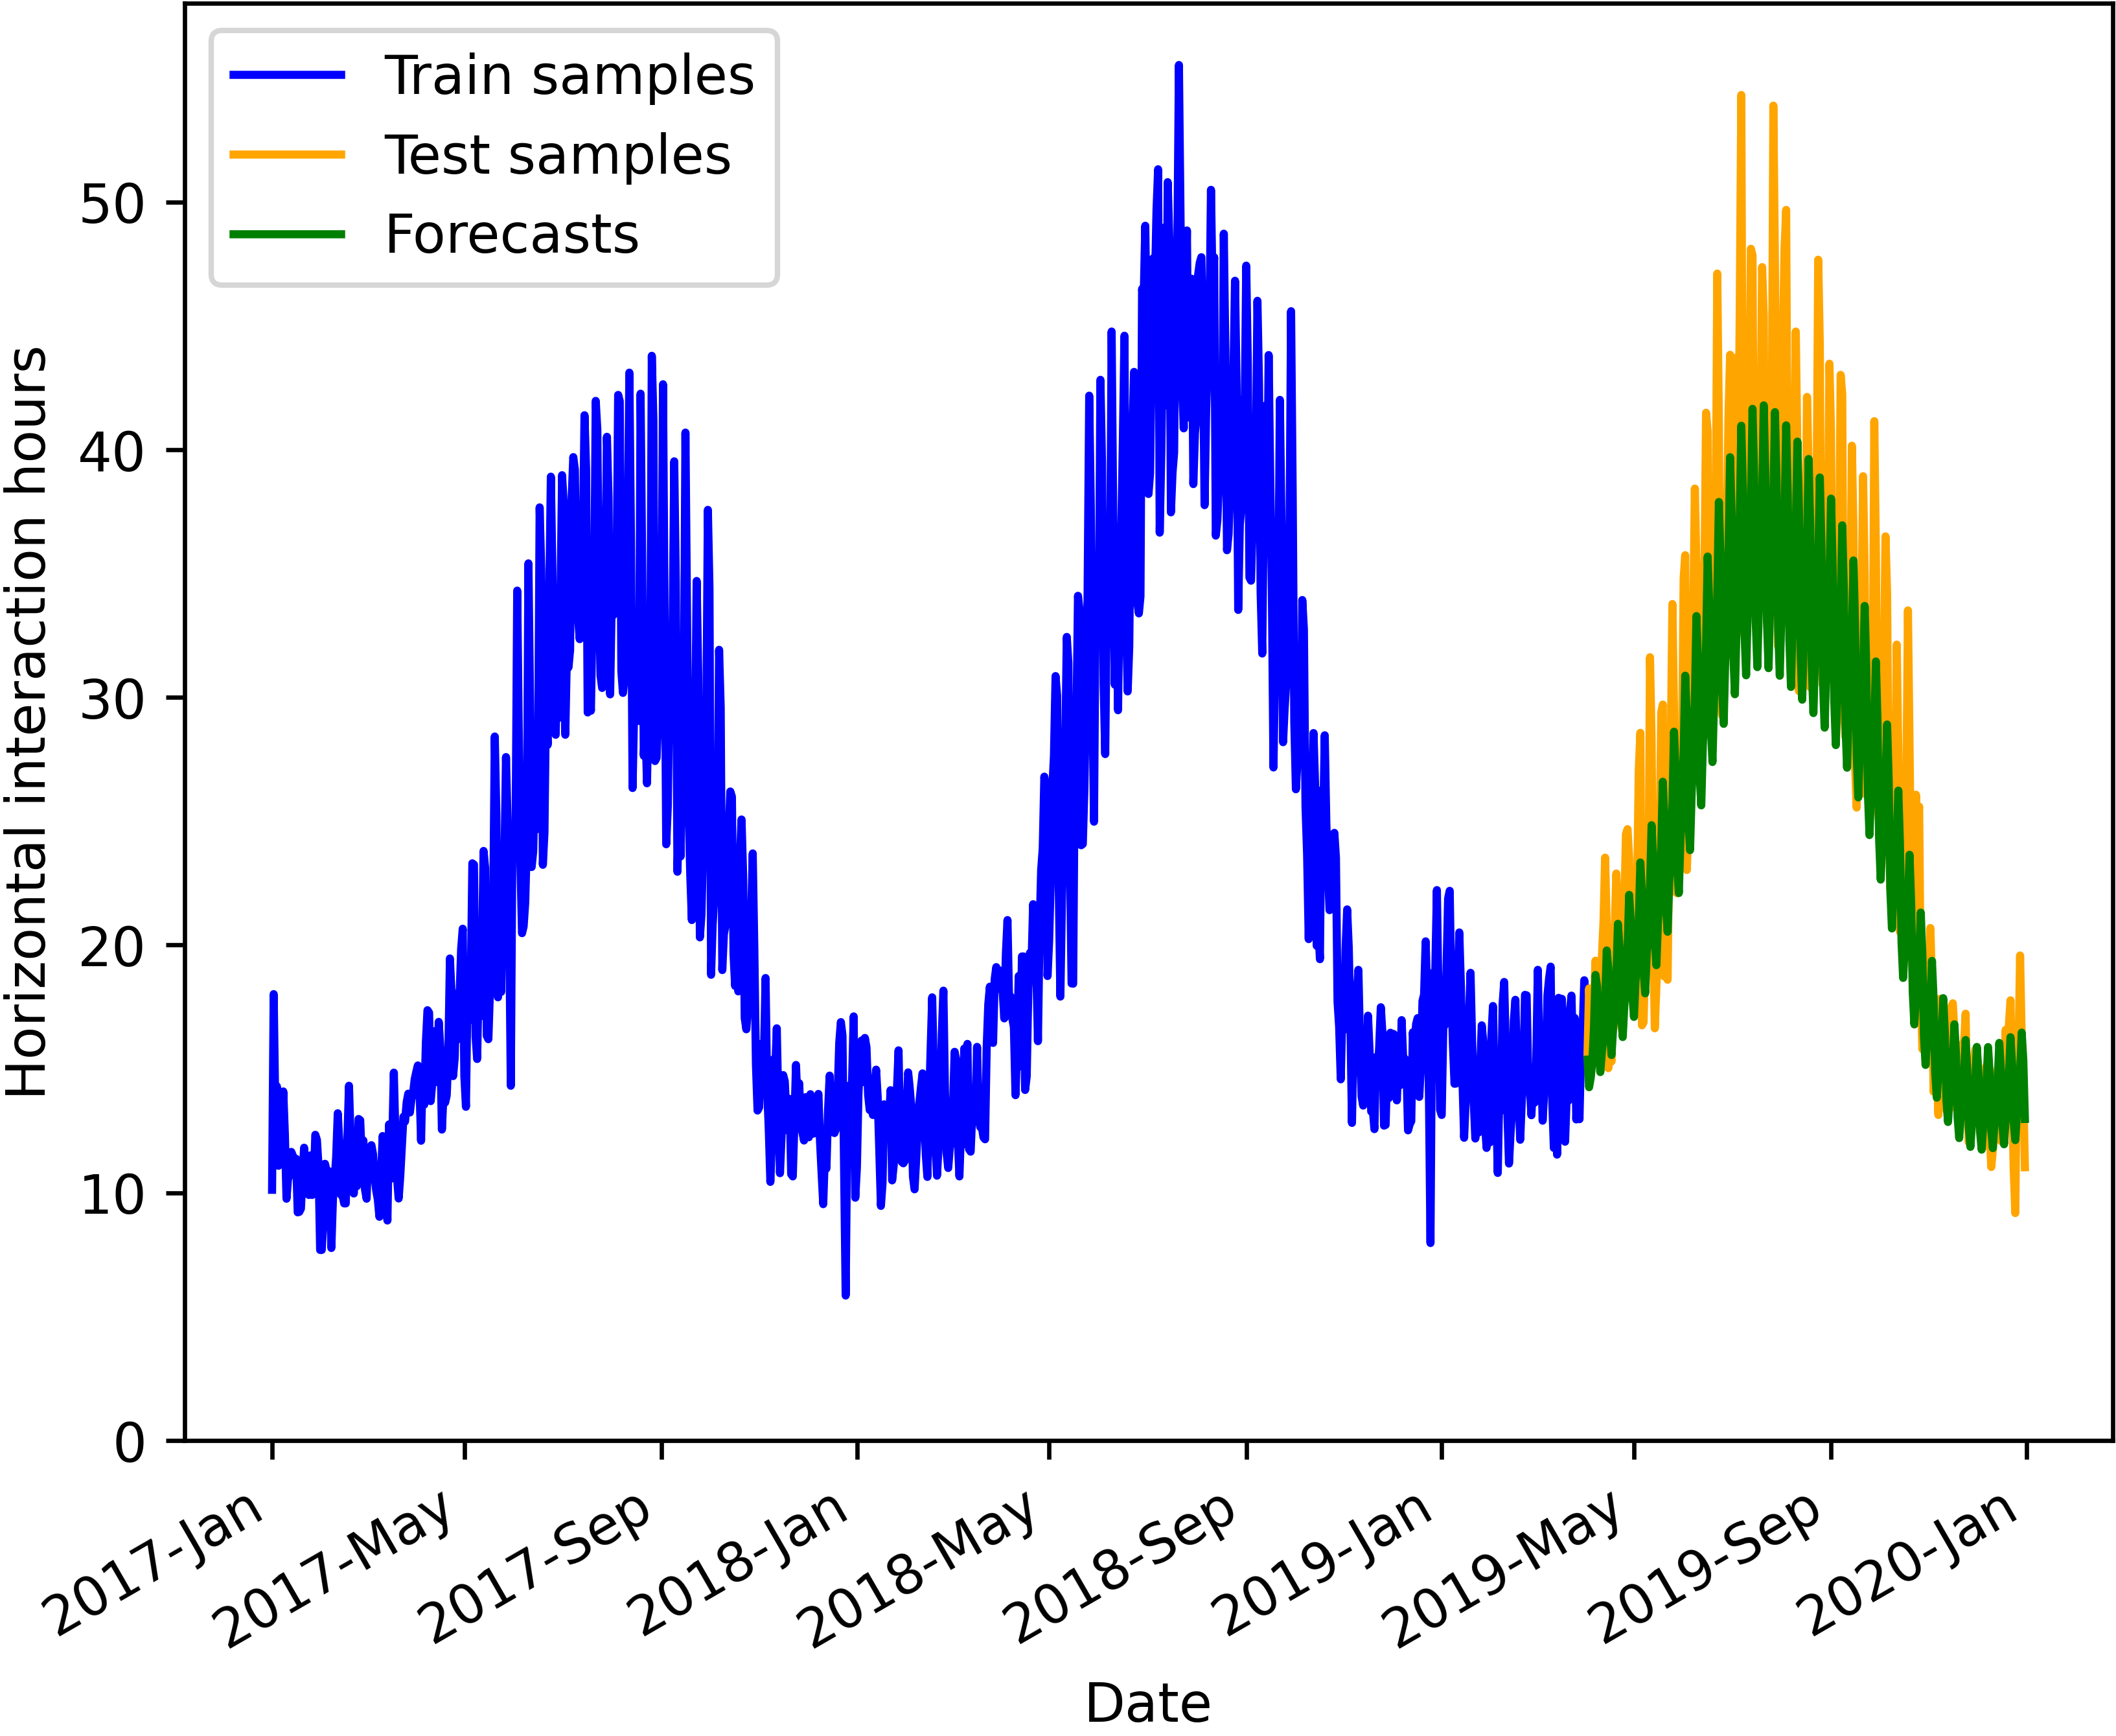 Train samples
Test samples
Forecasts
Horizontal interaction hours
50
40
30
20
10
0
2017-Jan
2017-May
2017-Sep
2018-Jan
2018-May
2018-Sep
2019-Jan
2019-May
2019-Sep
2020-Jan
Date